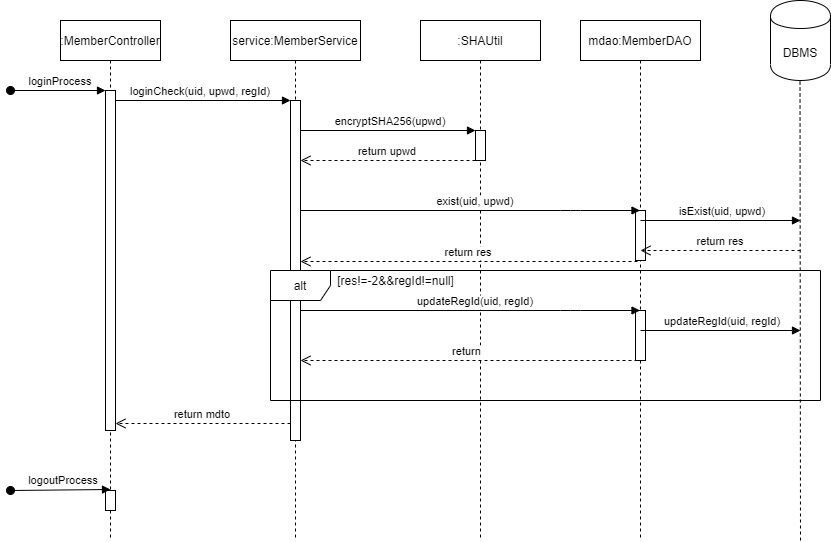 :MemberController
service:MemberService
:SHAUtil
mdao:MemberDAO
DBMS
loginProcess
loginCheck(uid, upwd, regId)
encryptSHA256(upwd)
return upwd
exist(uid, upwd)
isExist(uid, upwd)
return res
return res
alt
[res!=-2&&regId!=null]
updateRegId(uid, regId)
updateRegId(uid, regId)
return
return mdto
logoutProcess